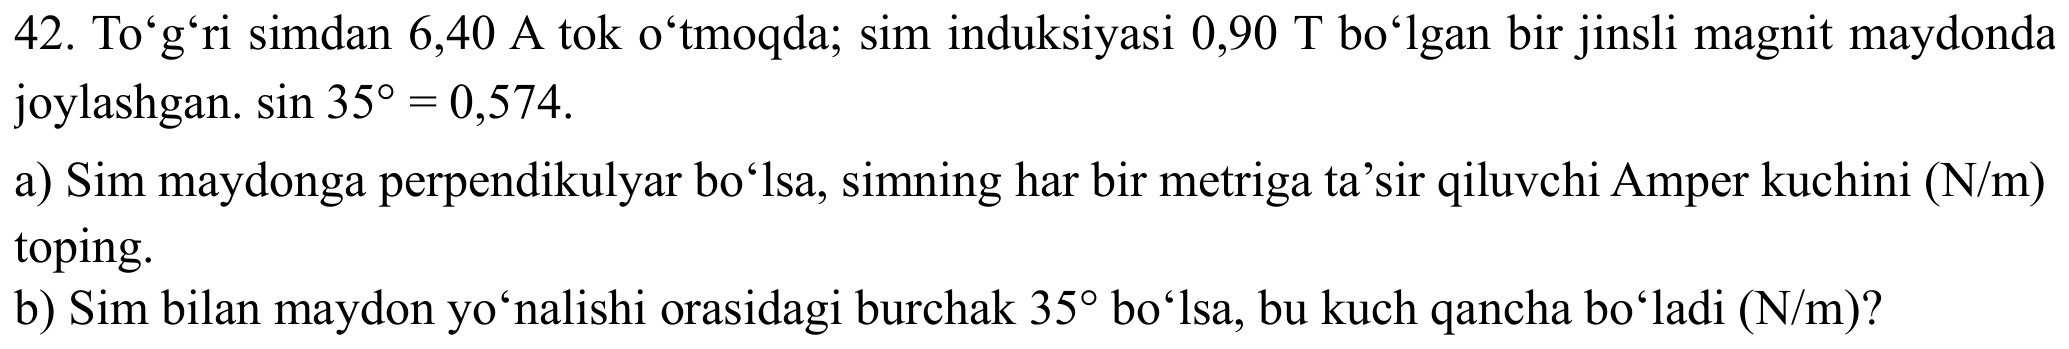 42. To‘g‘ri simdan 6,40 A tok o‘tmoqda; sim induksiyasi 0,90 T bo‘lgan bir jinsli magnit maydonda
joylashgan. sin 35° = 0,574.
a) Sim maydonga perpendikulyar bo‘lsa, simning har bir metriga ta’sir qiluvchi Amper kuchini (N/m)
toping.
b) Sim bilan maydon yo‘nalishi orasidagi burchak 35° bo‘lsa, bu kuch qancha bo‘ladi (N/m)?